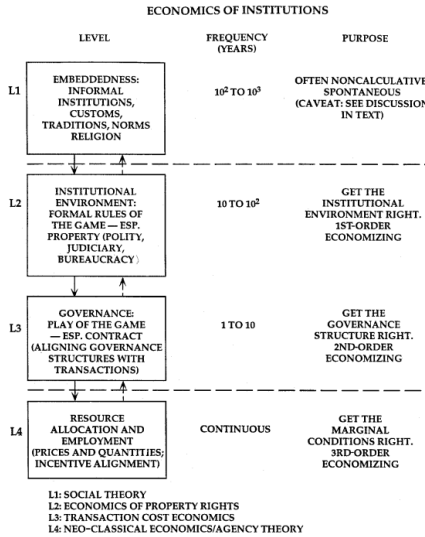 ECONOMICS OF INSTITUTIONS
LEVEL
FREQUENCY
(YEARS)
PURPOSE
L1
EMBEDDEDNESS:
INFORMAL
INSTITUTIONS,
CUSTOMS,
TRADITIONS, NORMS
RELIGION
10² TO 10³
OFTEN NONCALCULATIVE
SPONTANEOUS
(CAVEAT: SEE DISCUSSION
IN TEXT)
L2
INSTITUTIONAL
ENVIRONMENT:
FORMAL RULES OF
THE GAME — ESP.
PROPERTY (POLITY,
JUDICIARY,
BUREAUCRACY)
10 TO 10²
GET THE
INSTITUTIONAL
ENVIRONMENT RIGHT.
1ST-ORDER
ECONOMIZING
L3
GOVERNANCE:
PLAY OF THE GAME
— ESP. CONTRACT
(ALIGNING GOVERNANCE
STRUCTURES WITH
TRANSACTIONS)
1 TO 10
GET THE
GOVERNANCE
STRUCTURE RIGHT.
2ND-ORDER
ECONOMIZING
L4
RESOURCE
ALLOCATION AND
EMPLOYMENT
(PRICES AND QUANTITIES;
INCENTIVE ALIGNMENT)
CONTINUOUS
GET THE
MARGINAL
CONDITIONS RIGHT.
3RD-ORDER
ECONOMIZING
L1: SOCIAL THEORY
L2: ECONOMICS OF PROPERTY RIGHTS
L3: TRANSACTION COST ECONOMICS
L4: NEO-CLASSICAL ECONOMICS/AGENCY THEORY